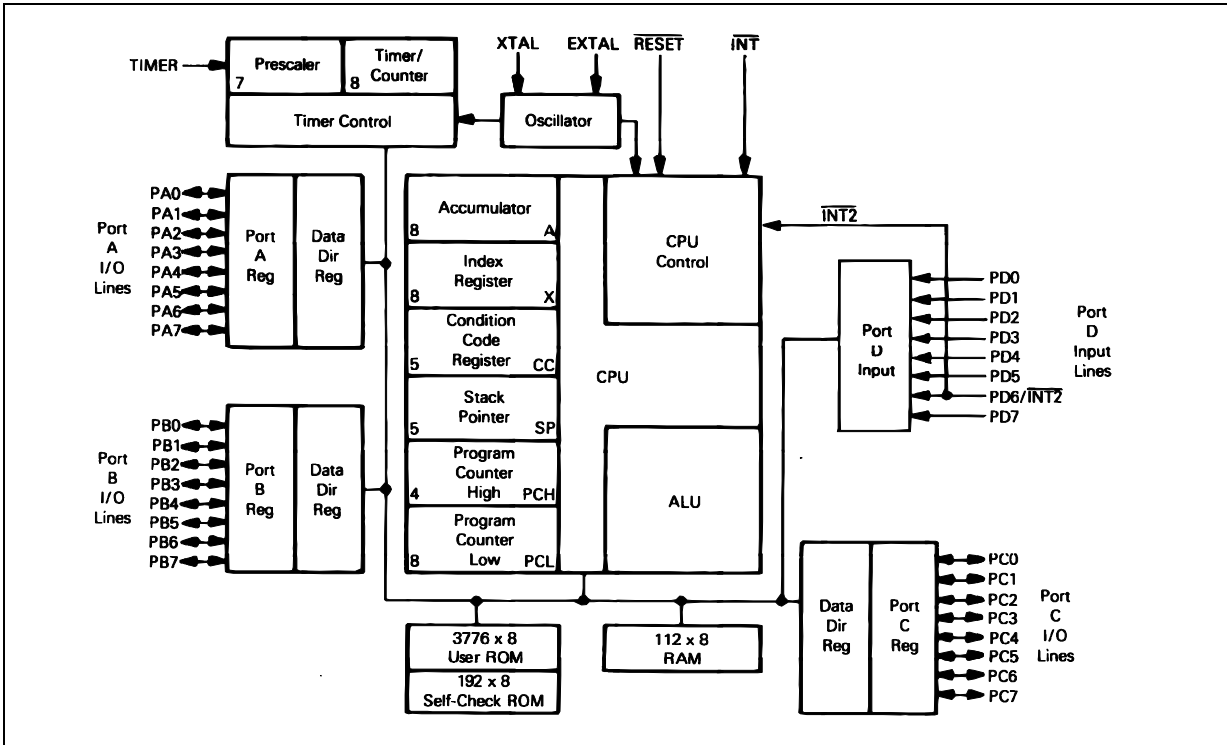 XTAL EXTAL RESET INT
TIMER
Prescaler
7
Timer/
Counter
8
Timer Control
Oscillator
Port
A
I/O
Lines
PA0
PA1
PA2
PA3
PA4
PA5
PA6
PA7
Port
A
Reg
Data
Dir
Reg
Port
B
I/O
Lines
PB0
PB1
PB2
PB3
PB4
PB5
PB6
PB7
Port
B
Reg
Data
Dir
Reg
Accumulator
8 A
Index
Register
8 X
Condition
Code
Register
5 CC
Stack
Pointer
5 SP
Program
Counter
High
4 PCH
Program
Counter
Low
8 PCL
CPU
CPU
Control
ALU
INT2
Port
D
Input
PD0
PD1
PD2
PD3
PD4
PD5
PD6/INT2
PD7
Port
D
Input
Lines
3776 x 8
User ROM
192 x 8
Self-Check ROM
112 x 8
RAM
Data
Dir
Reg
Port
C
Reg
PC0
PC1
PC2
PC3
PC4
PC5
PC6
PC7
Port
C
I/O
Lines